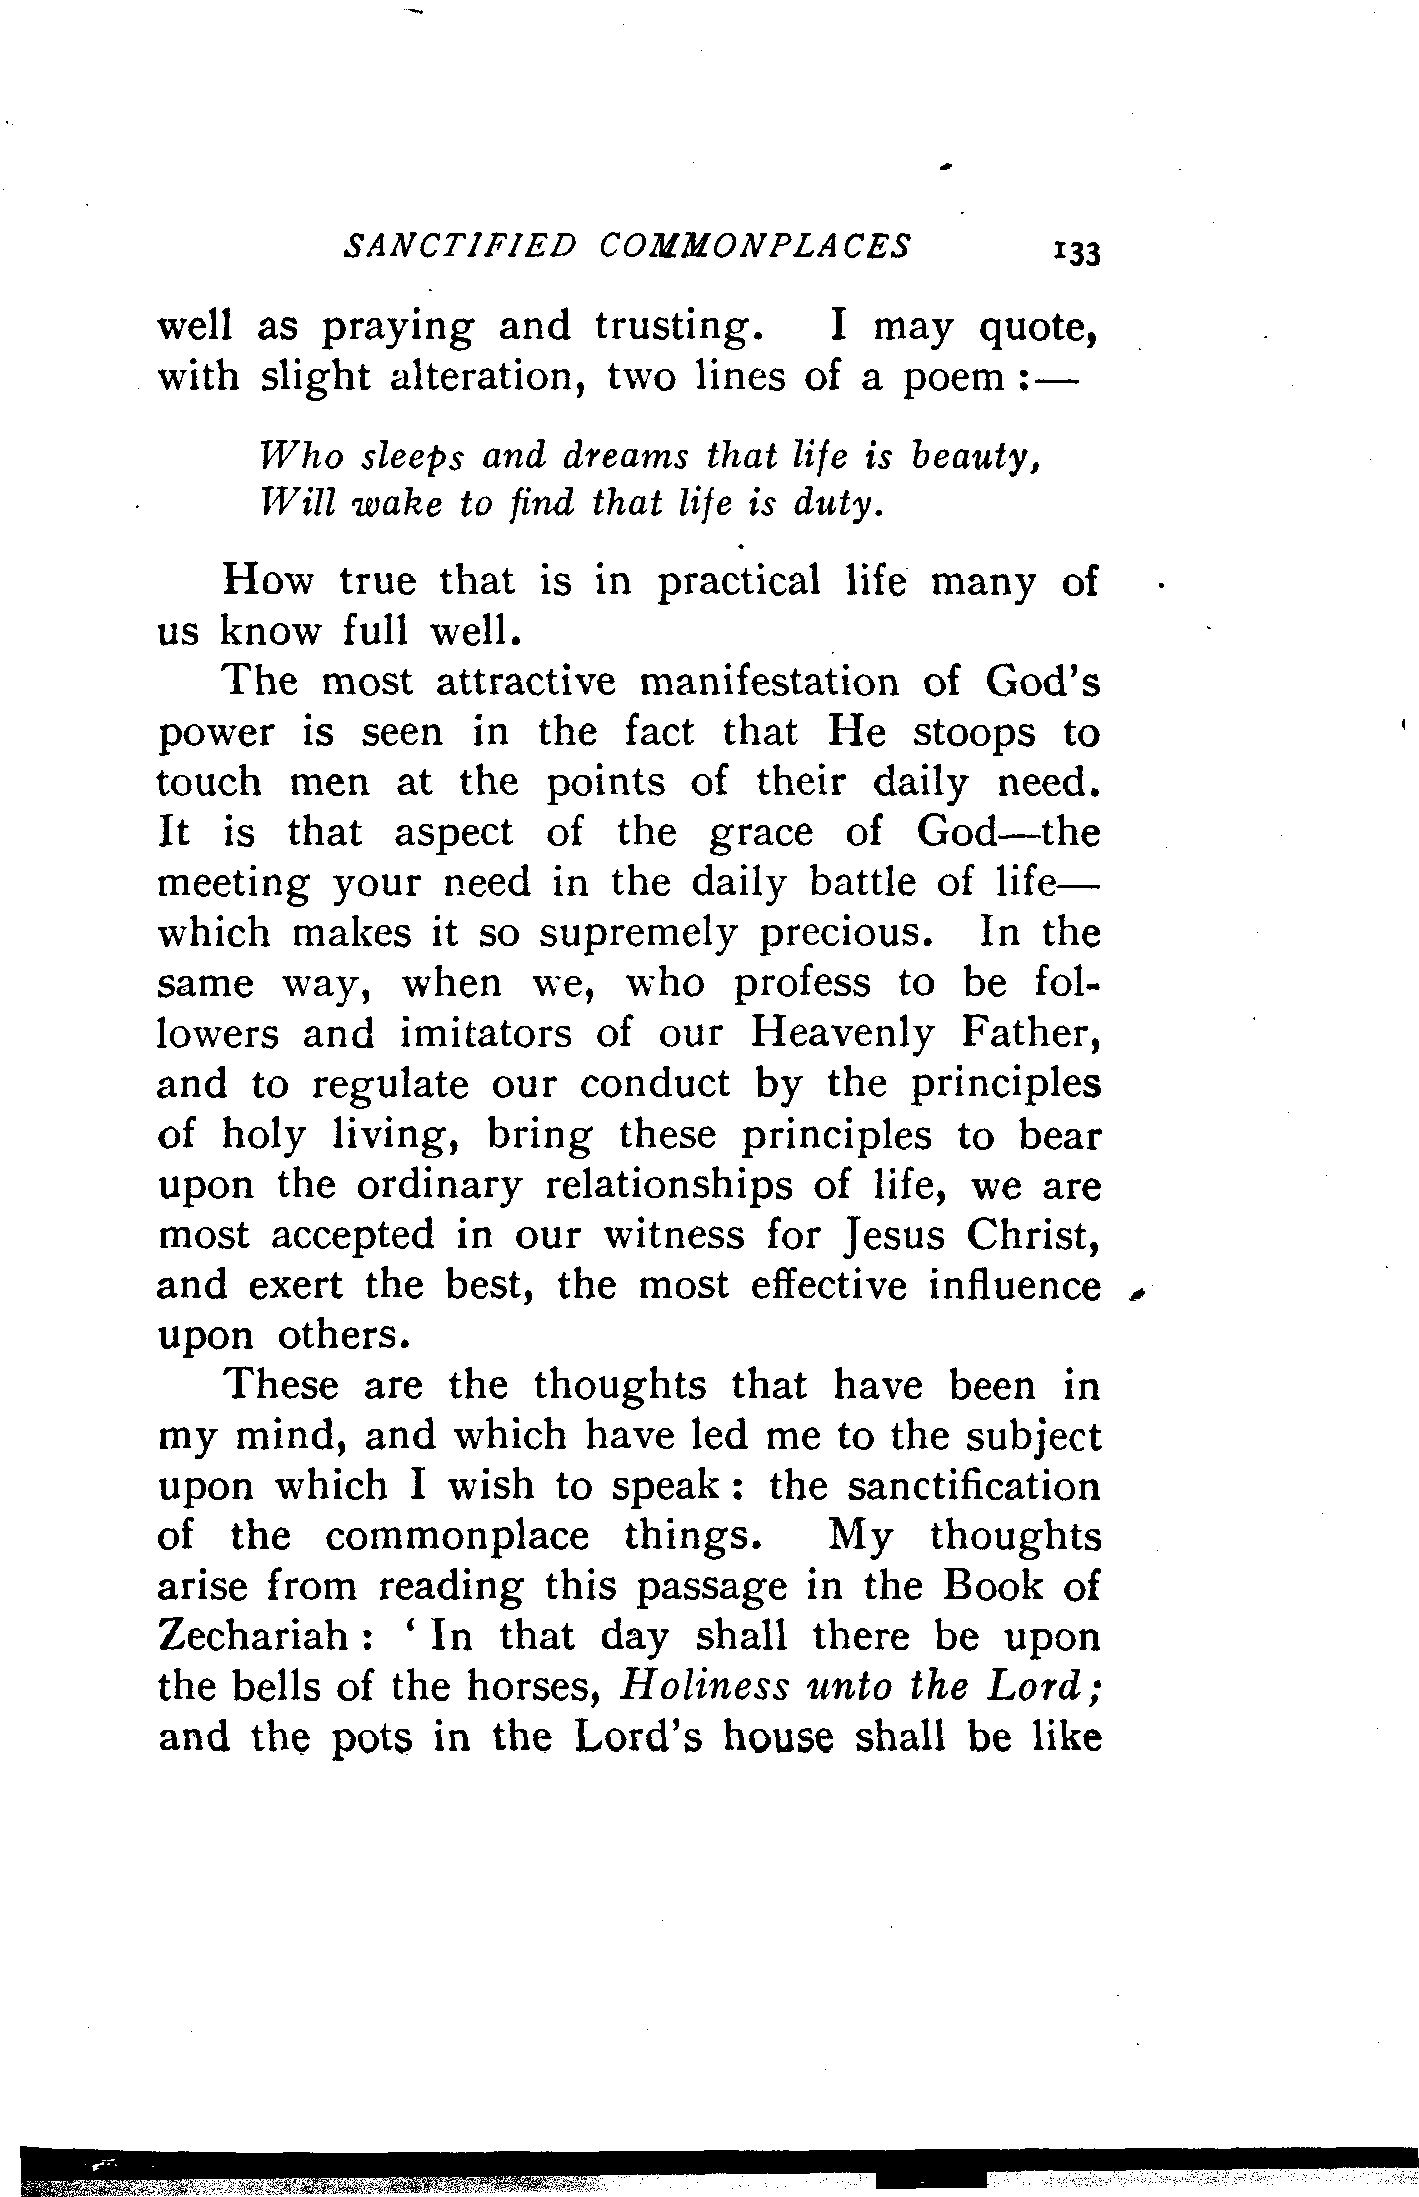 SANCTIFIED COMMONPLACES 133
well as praying and trusting. I may quote,
with slight alteration, two lines of a poem :—
Who sleeps and dreams that life is beauty,
Will wake to find that life is duty.
How true that is in practical life many of
us know full well.
The most attractive manifestation of God's
power is seen in the fact that He stoops to
touch men at the points of their daily need.
It is that aspect of the grace of God—the
meeting your need in the daily battle of life—
which makes it so supremely precious. In the
same way, when we, who profess to be fol-
lowers and imitators of our Heavenly Father,
and to regulate our conduct by the principles
of holy living, bring these principles to bear
upon the ordinary relationships of life, we are
most accepted in our witness for Jesus Christ,
and exert the best, the most effective influence
upon others.
These are the thoughts that have been in
my mind, and which have led me to the subject
upon which I wish to speak : the sanctification
of the commonplace things. My thoughts
arise from reading this passage in the Book of
Zechariah : ‘ In that day shall there be upon
the bells of the horses, Holiness unto the Lord ;
and the pots in the Lord's house shall be like